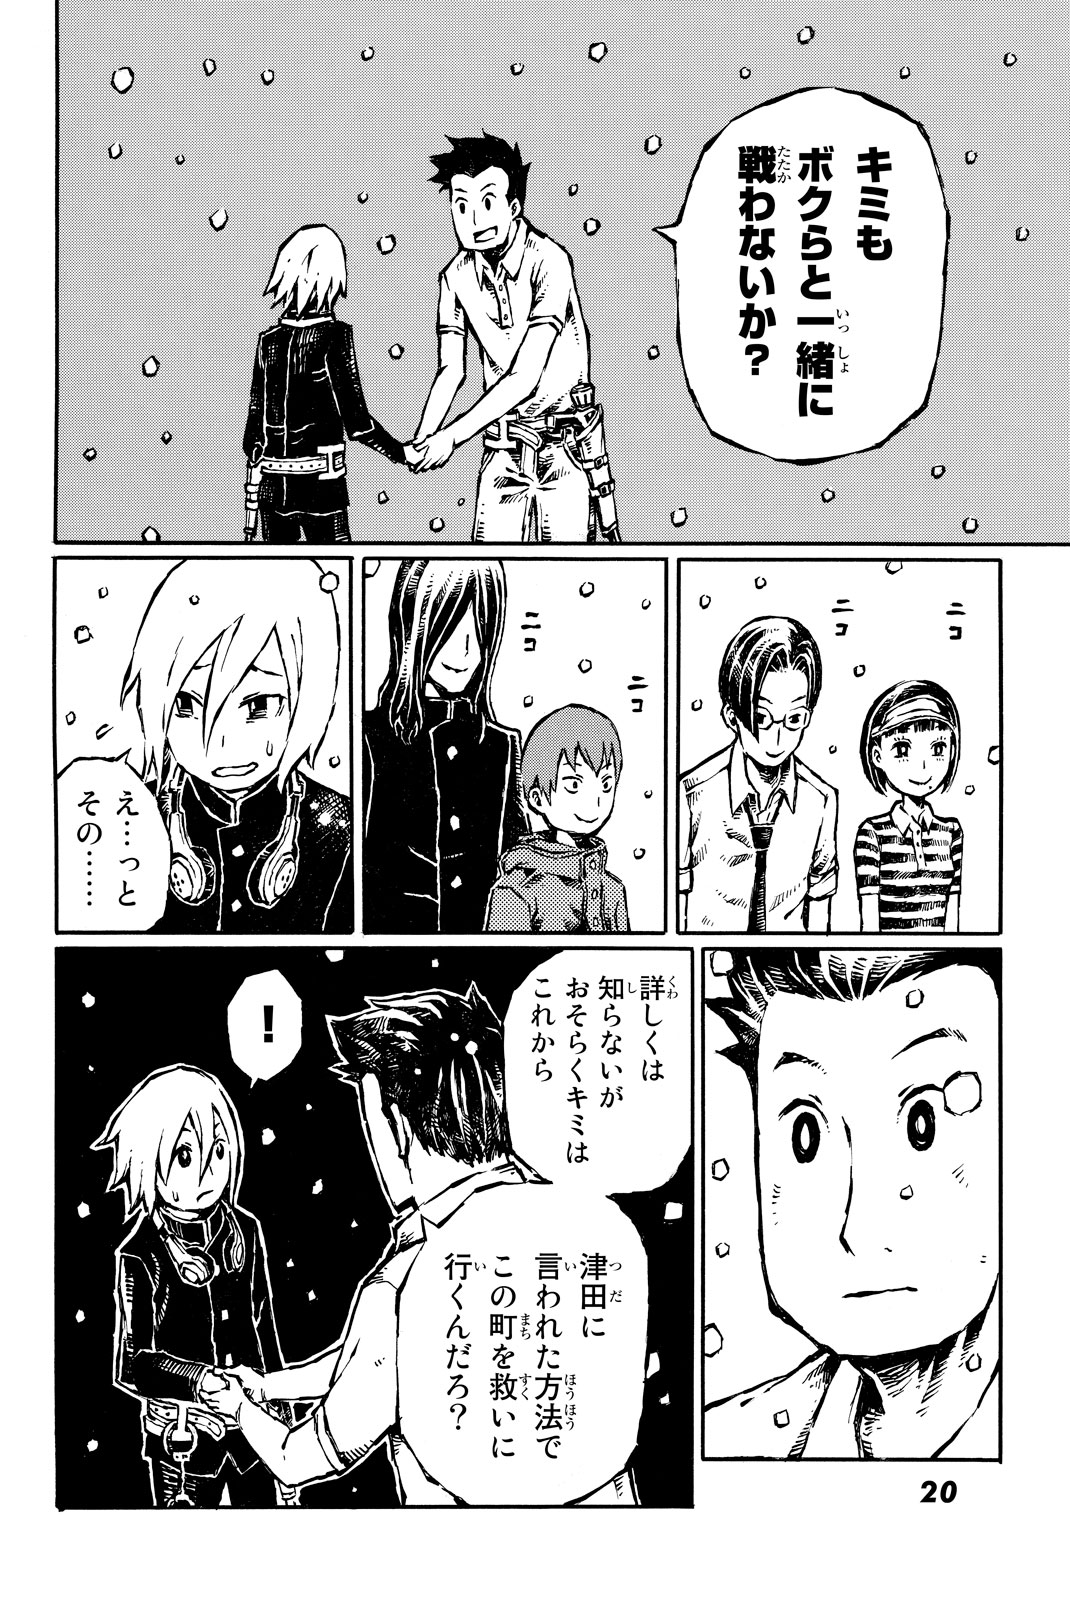 キミも
ボクらと一緒に
戦わないか？
ニコ
ニコ
ニコ
ニコ
え…っと
その……
詳しくは
知らないが
おそらくキミは
これから
津田に
言われた方法で
この町を救いに
行くんだろ？
！
20